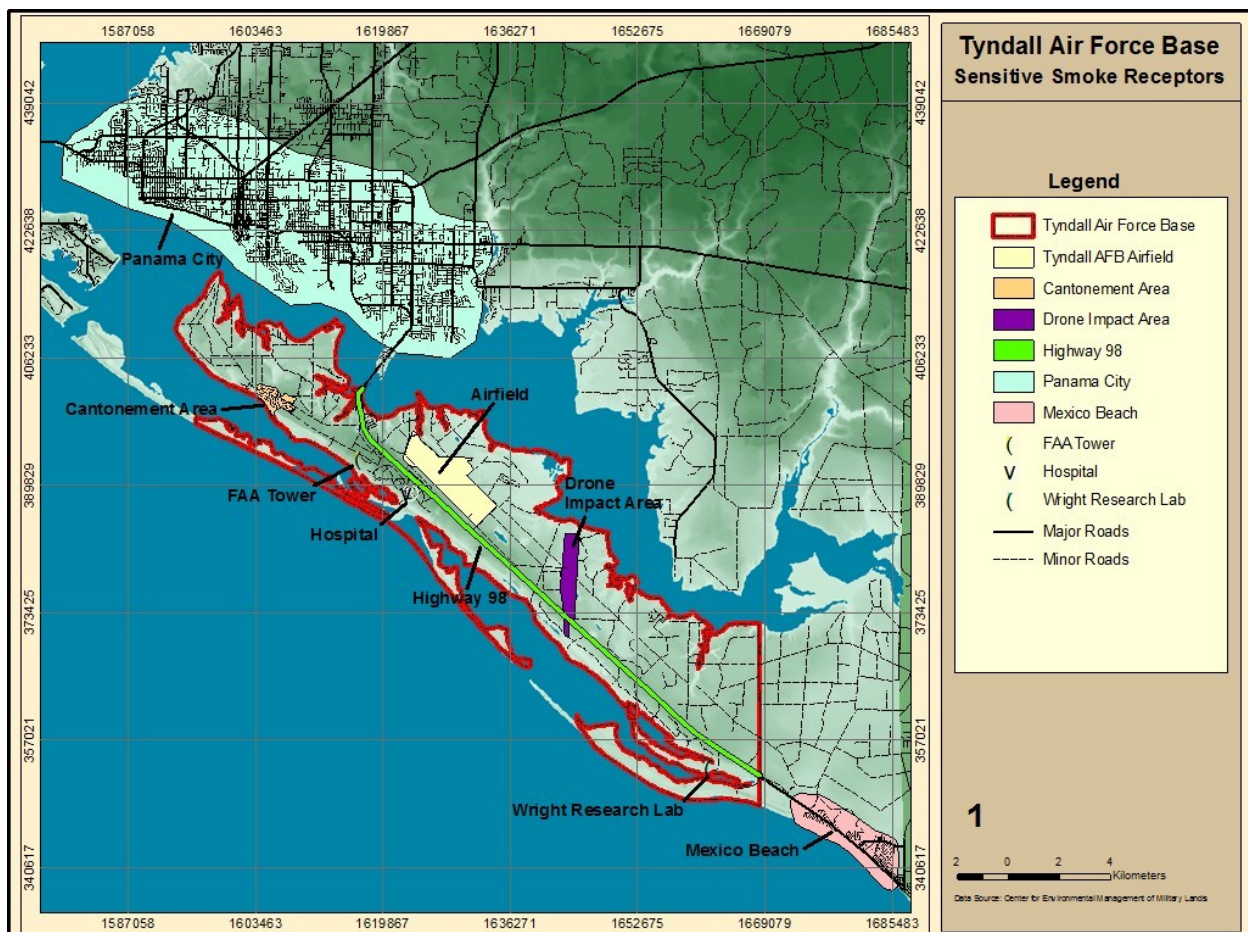 1587058 1603463 1619867 1636271 1652675 1669079 1685483
439042 439042
422638 422638
406233 406233
389829 389829
373425 373425
357021 357021
340617 340617
1587058 1603463 1619867 1636271 1652675 1669079 1685483
Panama City
Cantonement Area
Airfield
FAA Tower
Drone
Impact Area
Hospital
Highway 98
Wright Research Lab
Mexico Beach
Tyndall Air Force Base
Sensitive Smoke Receptors
Legend
Tyndall Air Force Base
Tyndall AFB Airfield
Cantonement Area
Drone Impact Area
Highway 98
Panama City
Mexico Beach
FAA Tower
Hospital
Wright Research Lab
Major Roads
Minor Roads
1
2 0 2 4
Kilometers
Data Source: Center for Environmental Management of Military Lands